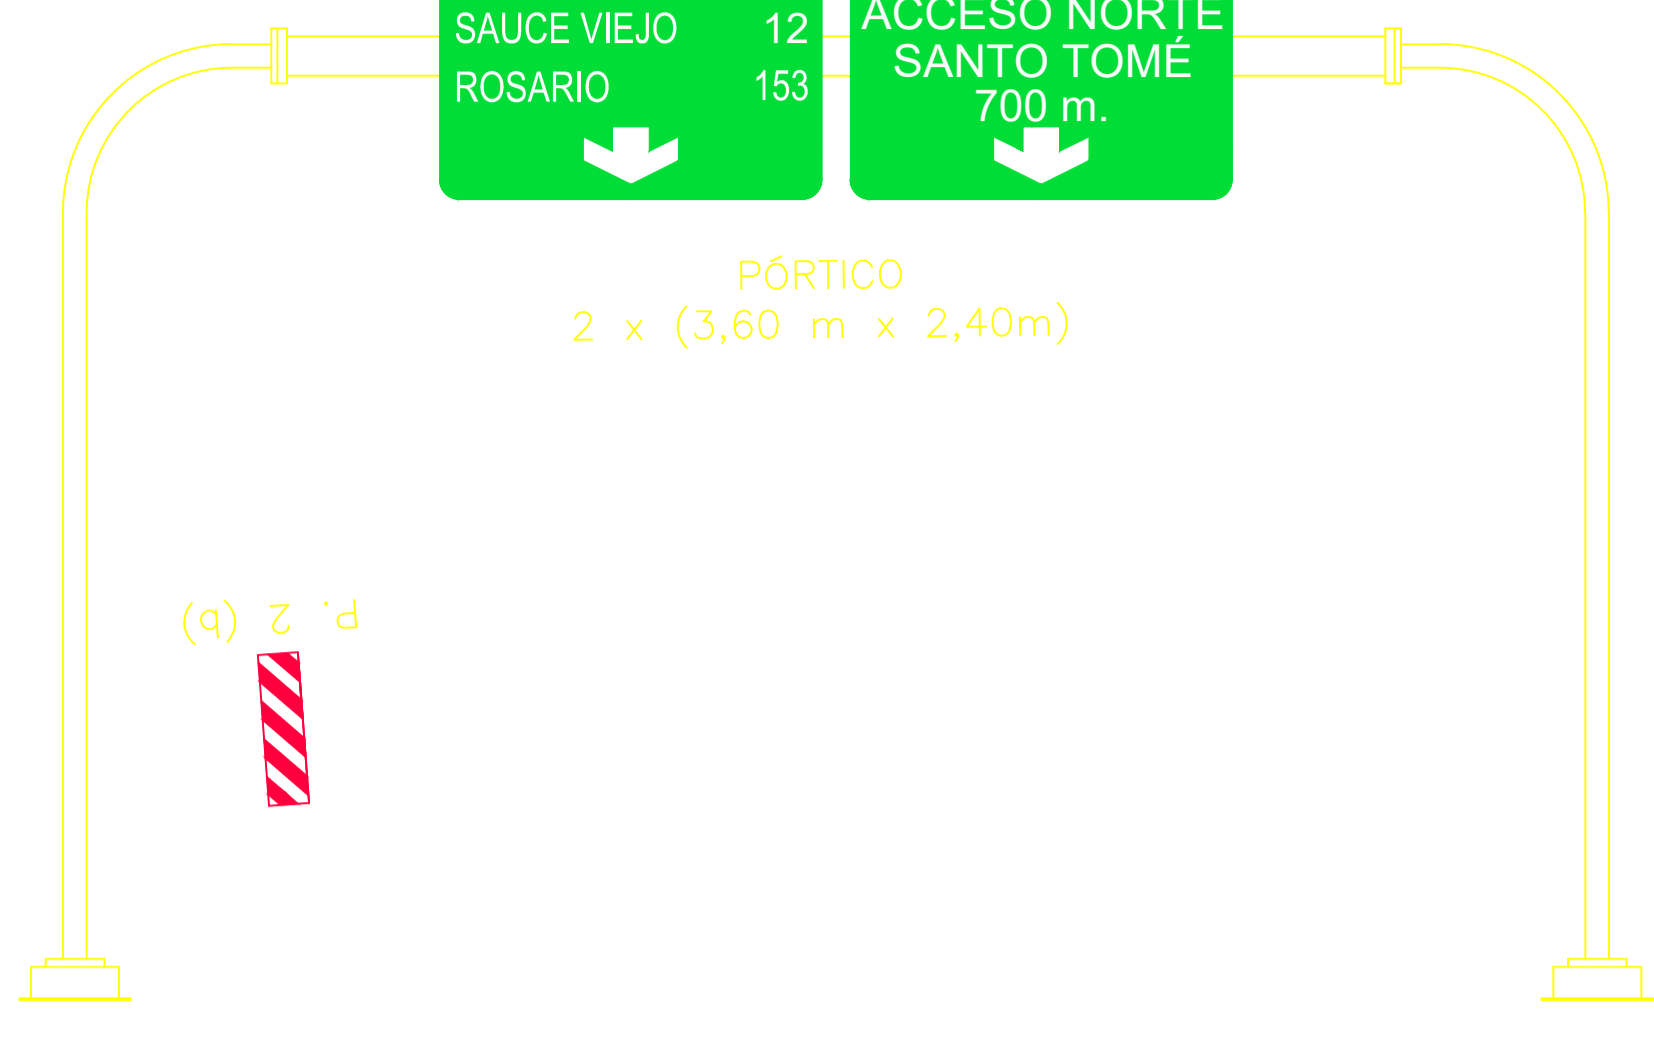 SAUCE VIEJO 12
ROSARIO 153
ACCESO NORTE
SANTO TOMÉ
700 m.
PÓRTICO
2 x (3,60 m x 2,40m)
P. 2 (b)